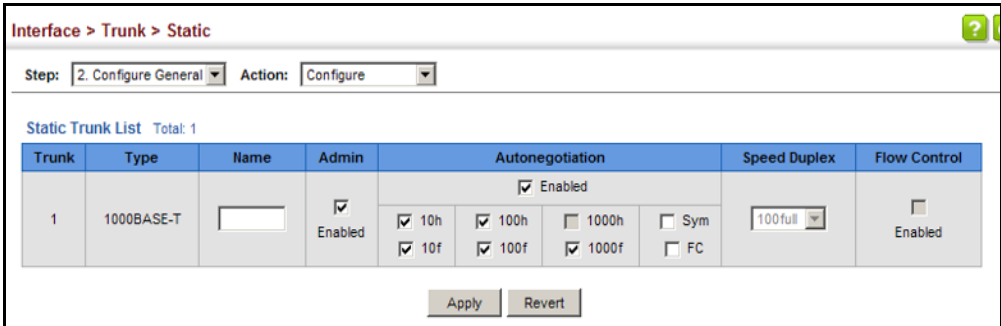 Interface > Trunk > Static
?
Step: 2. Configure General Action: Configure
Static Trunk List Total: 1
Trunk Type Name Admin Autonegotiation Speed Duplex Flow Control
1 1000BASE-T Enabled Enabled 10h 100h 1000h Sym 10f 100f 1000f FC 100full Enabled
Apply Revert